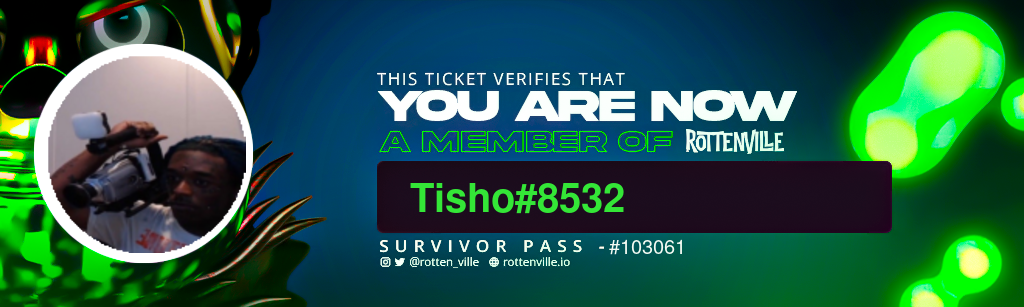 THIS TICKET VERIFIES THAT
YOU ARE NOW
A MEMBER OF ROTTENVILLE
Tisho#8532
SURVIVOR PASS - #103061
@rotten_ville rottenville.io